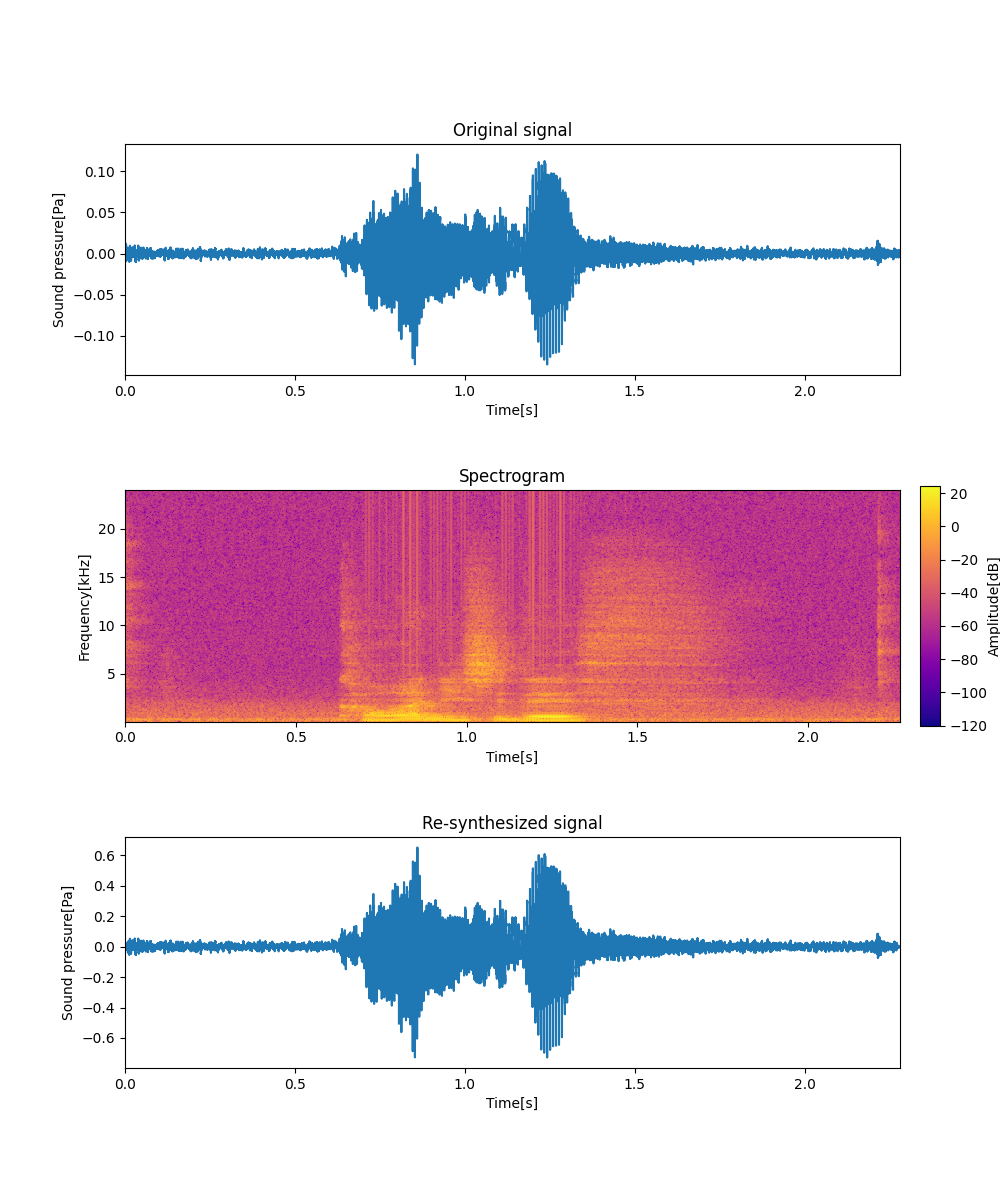 Original signal
0.10
0.05
0.00
−0.05
−0.10
Sound pressure[Pa]
0.0 0.5 1.0 1.5 2.0
Time[s]
Spectrogram
20
15
10
5
Frequency[kHz]
0.0 0.5 1.0 1.5 2.0
Time[s]
20
0
−20
−40
−60
−80
−100
−120
Amplitude[dB]
Re-synthesized signal
0.6
0.4
0.2
0.0
−0.2
−0.4
−0.6
Sound pressure[Pa]
0.0 0.5 1.0 1.5 2.0
Time[s]